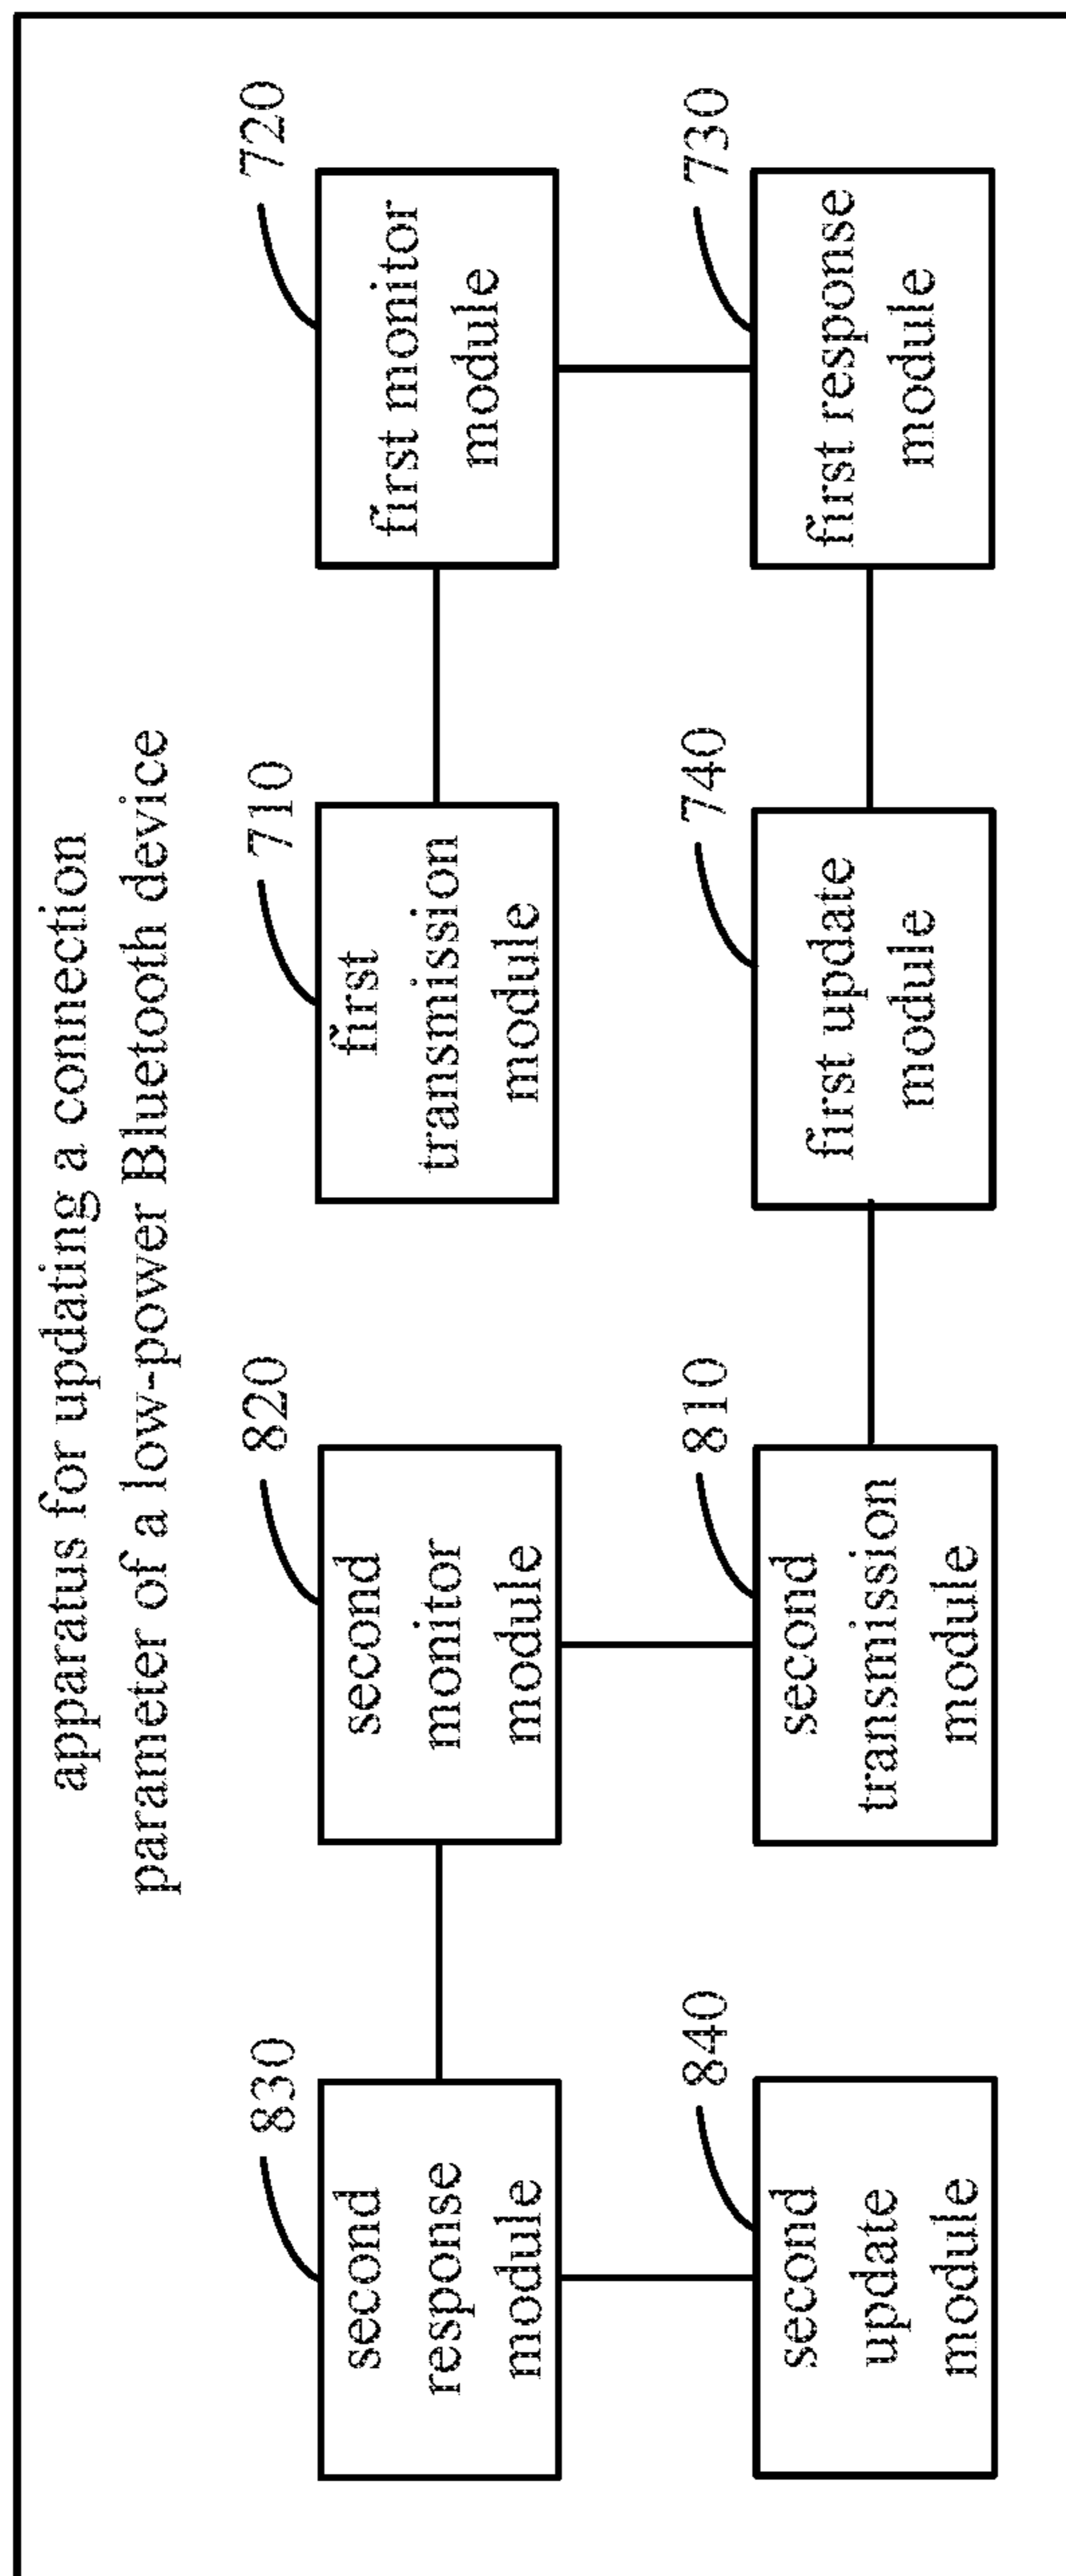 apparatus for updating a connection
parameter of a low-power Bluetooth device
830
820
710
720
second
response
module
second
monitor
module
first
transmission
module
first monitor
module
840
810
740
730
second
update
module
second
transmission
module
first update
module
first response
module